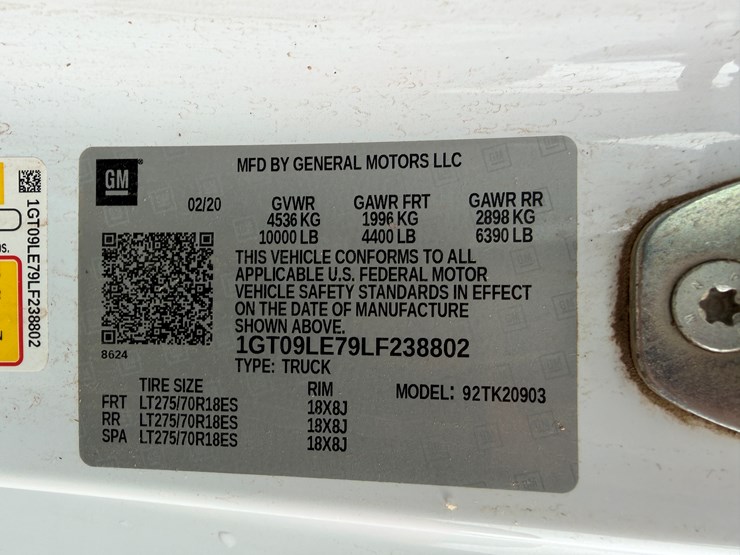 GM
MFD BY GENERAL MOTORS LLC
02/20
GVWR GAWR FRT GAWR RR
4536 KG 1996 KG 2898 KG
10000 LB 4400 LB 6390 LB
THIS VEHICLE CONFORMS TO ALL
APPLICABLE U.S. FEDERAL MOTOR
VEHICLE SAFETY STANDARDS IN EFFECT
ON THE DATE OF MANUFACTURE
SHOWN ABOVE.
8624
1GT09LE79LF238802
TYPE: TRUCK
TIRE SIZE RIM MODEL: 92TK20903
FRT LT275/70R18ES 18X8J
RR LT275/70R18ES 18X8J
SPA LT275/70R18ES 18X8J
1GT09LE79LF238802